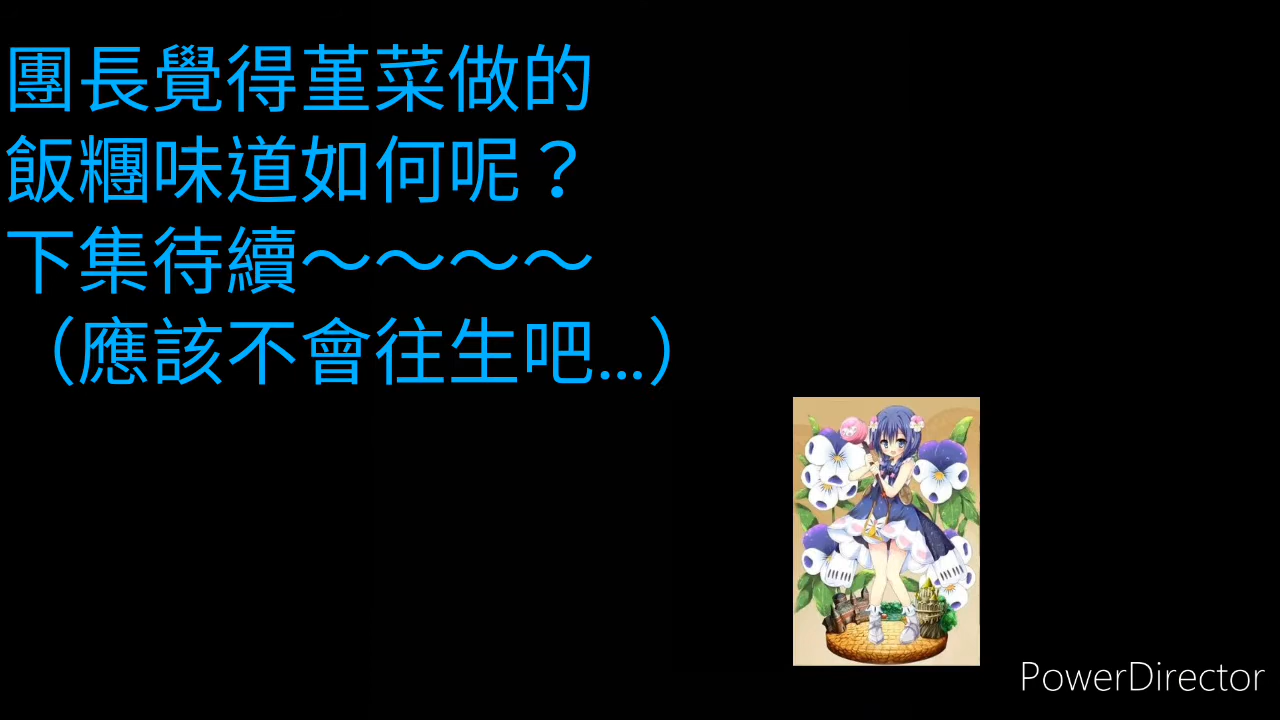 團長覺得堇菜做的
飯糰味道如何呢？
下集待續～～～～
（應該不會往生吧...）
PowerDirector